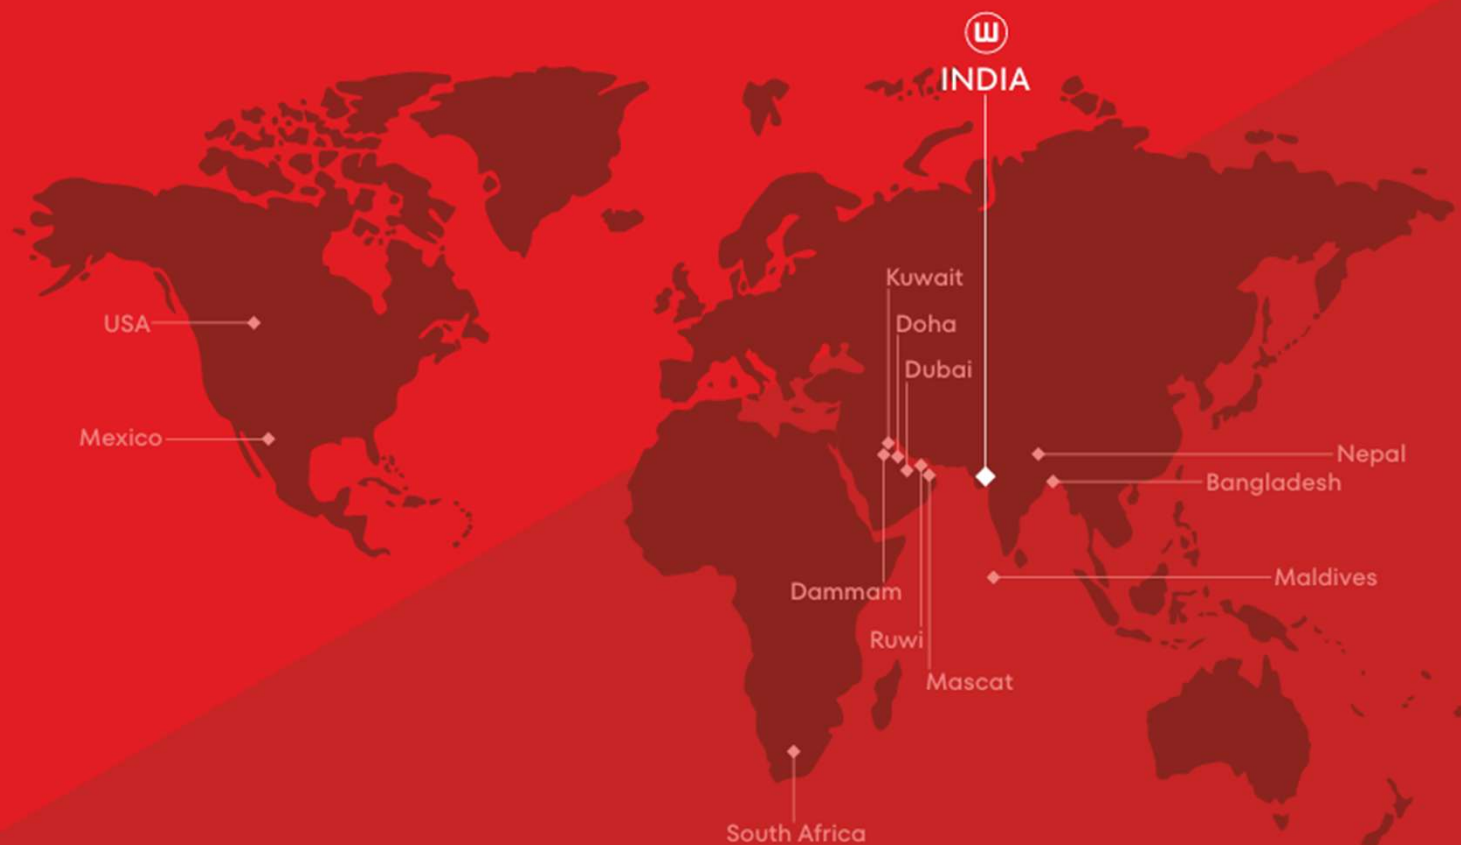 W
INDIA
Kuwait
USA
Doha
Dubai
Mexico
Nepal
Bangladesh
Maldives
Dammam
Ruwi
Mascat
South Africa